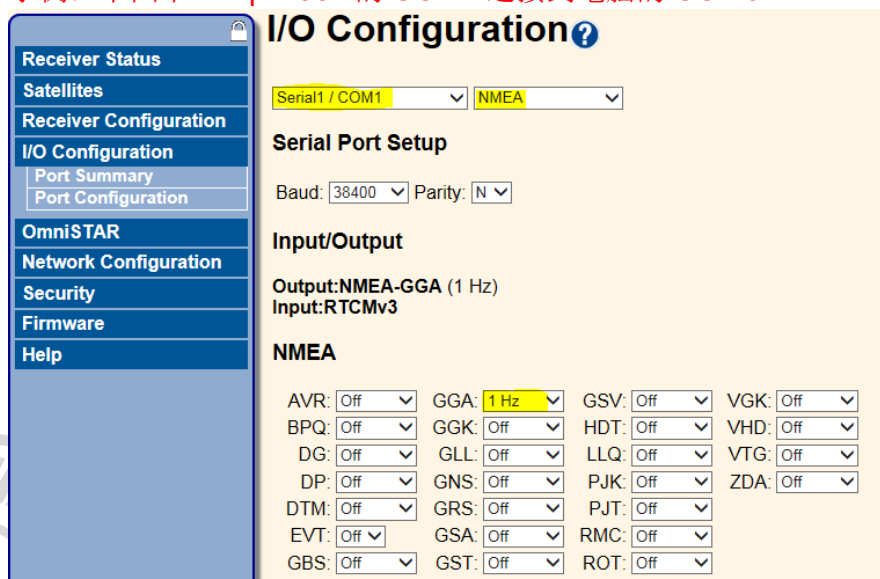 I/O Configuration
Receiver Status
Satellites
Receiver Configuration
I/O Configuration
Port Summary
Port Configuration
OmniSTAR
Network Configuration
Security
Firmware
Help
Serial1 / COM1 NMEA
Serial Port Setup
Baud: 38400 Parity: N
Input/Output
Output:NMEA-GGA (1 Hz)
Input:RTCMv3
NMEA
AVR: Off GGA: 1 Hz GSV: Off VGK: Off
BPQ: Off GGK: Off HDT: Off VHD: Off
DG: Off GLL: Off LLQ: Off VTG: Off
DP: Off GNS: Off PJK: Off ZDA: Off
DTM: Off GRS: Off PJT: Off
EVT: Off GSA: Off RMC: Off
GBS: Off GST: Off ROT: Off